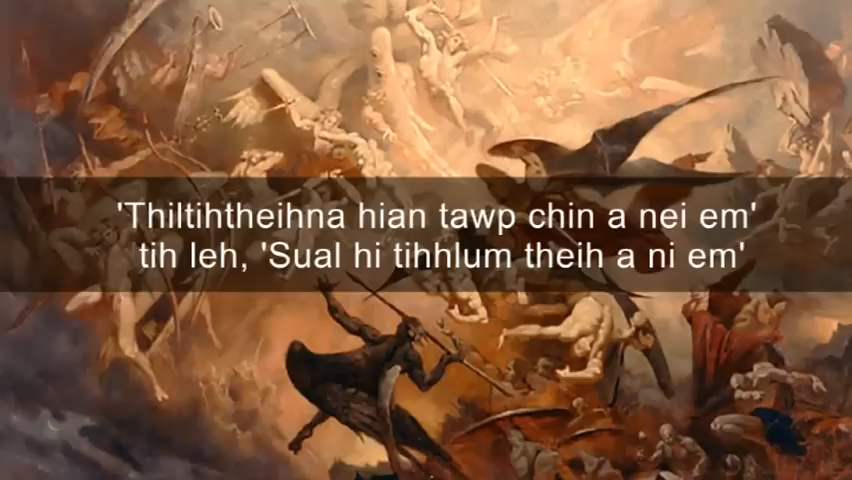 'Thiltihtheihna hian tawp chin a nei em'
tih leh, 'Sual hi tihhlum theih a ni em'